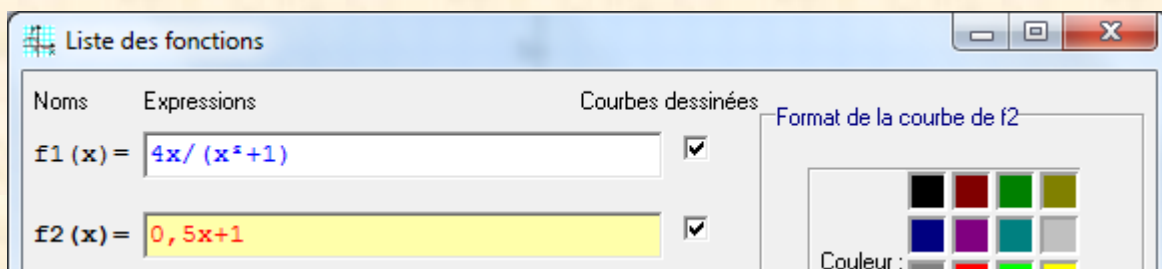 Liste des fonctions
Noms Expressions Courbes dessinées
Format de la courbe de f2
f1(x)= 4x/(x²+1)
f2(x)= 0,5x+1
Couleur :